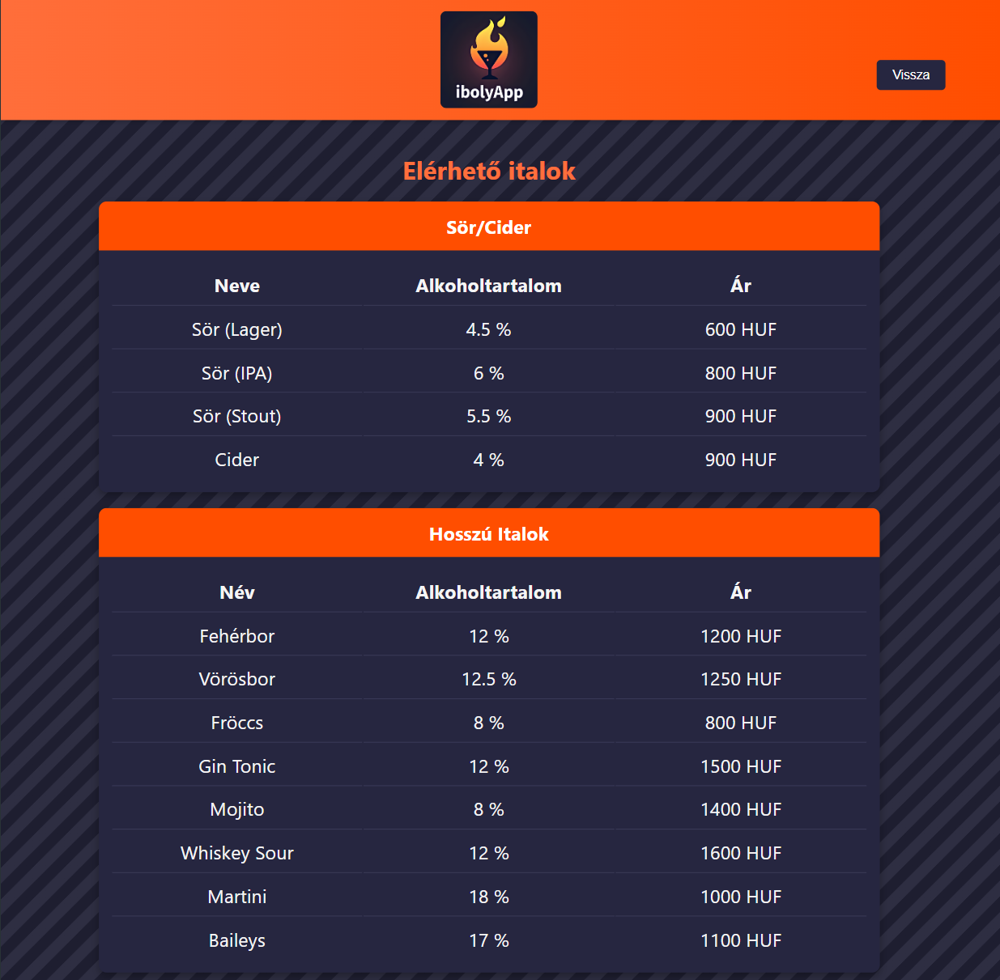 ibolyApp
Vissza
Elérhető italok
Sör/Cider
Neve Alkoholtartalom Ár
Sör (Lager) 4.5 % 600 HUF
Sör (IPA) 6 % 800 HUF
Sör (Stout) 5.5 % 900 HUF
Cider 4 % 900 HUF
Hosszú Italok
Név Alkoholtartalom Ár
Fehérbor 12 % 1200 HUF
Vörösbor 12.5 % 1250 HUF
Fröccs 8 % 800 HUF
Gin Tonic 12 % 1500 HUF
Mojito 8 % 1400 HUF
Whiskey Sour 12 % 1600 HUF
Martini 18 % 1000 HUF
Baileys 17 % 1100 HUF